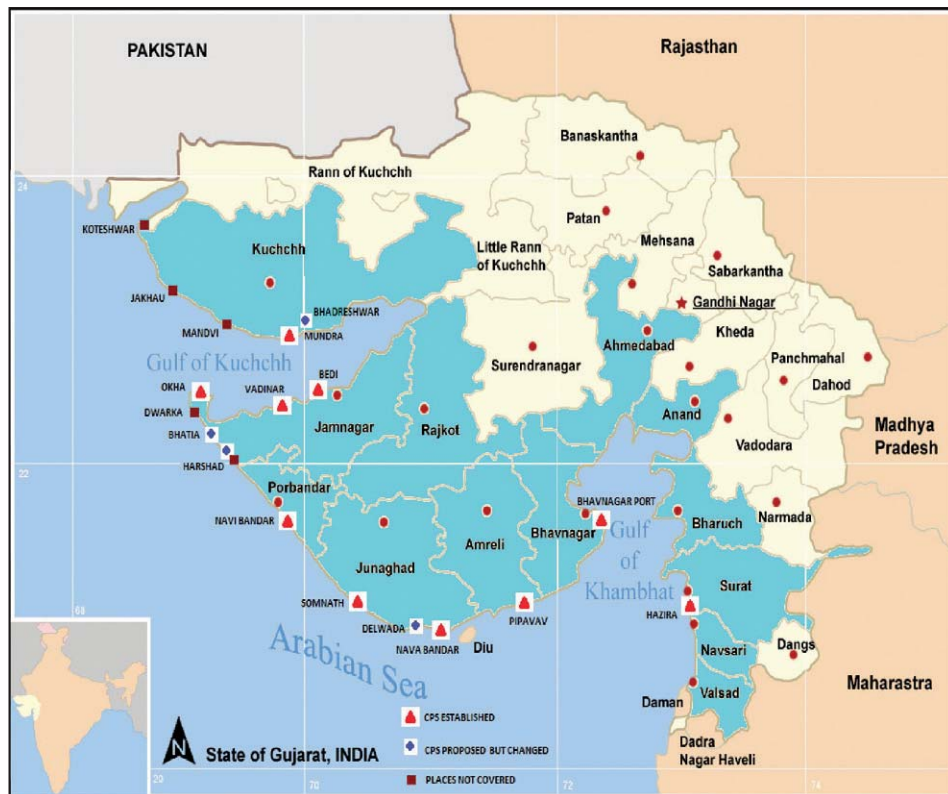 PAKISTAN
Rajasthan
Banaskantha
24
Rann of Kuchchh
Patan
KOTESHWAR
Kuchchh
Little Rann
of Kuchchh
Mehsana
Sabarkantha
JAKHAU
BHADRESHWAR
Gandhi Nagar
MANDVI
MUNDRA
Ahmedabad
Kheda
Gulf of Kuchchh
Surendranagar
Panchmahal
BEDI
Dahod
OKHA
VADINAR
DWARKA
Jamnagar
Rajkot
Anand
Madhya
Pradesh
BHATIA
Vadodara
22
HARSHAD
Porbandar
BHAVNAGAR PORT
NAVI BANDAR
Amreli
Bhavnagar
Gulf
of
Khambhat
Bharuch
Narmada
Junaghad
Surat
68
SOMNATH
PIPAVAV
HAZIRA
DELWADA
NAVA BANDAR
Diu
Navsari
Dangs
Arabian Sea
Daman
Valsad
Maharastra
CPS ESTABLISHED
N
State of Gujarat, INDIA
CPS PROPOSED BUT CHANGED
Dadra
Nagar Haveli
PLACES NOT COVERED
20
70
72
74